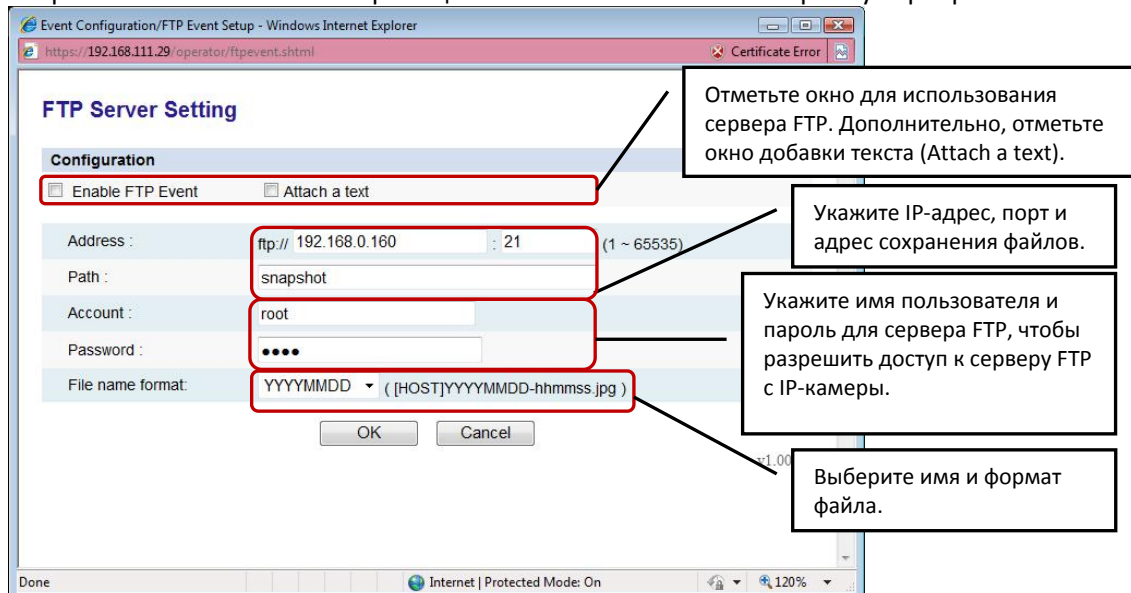 Event Configuration/FTP Event Setup - Windows Internet Explorer
https://192.168.111.29/operator/ftpevent.shtml
Certificate Error
FTP Server Setting
Configuration
Enable FTP Event
Attach a text
Address :
ftp:// 192.168.0.160 : 21 (1 ~ 65535)
Path :
snapshot
Account :
root
Password :
••••
File name format:
YYYYMMDD ( [HOST]YYYYMMDD-hhmmss.jpg )
OK
Cancel
v1.00
Отметьте окно для использования
сервера FTP. Дополнительно, отметьте
окно добавки текста (Attach a text).
Укажите IP-адрес, порт и
адрес сохранения файлов.
Укажите имя пользователя и
пароль для сервера FTP, чтобы
разрешить доступ к серверу FTP
с IP-камеры.
Выберите имя и формат
файла.
Done
Internet | Protected Mode: On
120%